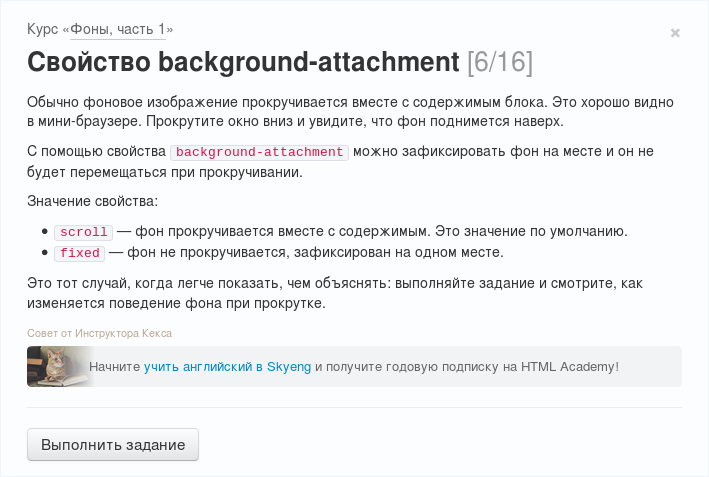 Курс «Фоны, часть 1»
×
Свойство background-attachment [6/16]
Обычно фоновое изображение прокручивается вместе с содержимым блока. Это хорошо видно
в мини-браузере. Прокрутите окно вниз и увидите, что фон поднимется наверх.
С помощью свойства background-attachment можно зафиксировать фон на месте и он не
будет перемещаться при прокручивании.
Значение свойства:
• scroll — фон прокручивается вместе с содержимым. Это значение по умолчанию.
• fixed — фон не прокручивается, зафиксирован на одном месте.
Это тот случай, когда легче показать, чем объяснять: выполняйте задание и смотрите, как
изменяется поведение фона при прокрутке.
Совет от Инструктора Кекса
Начните учить английский в Skyeng и получите годовую подписку на HTML Academy!
Выполнить задание